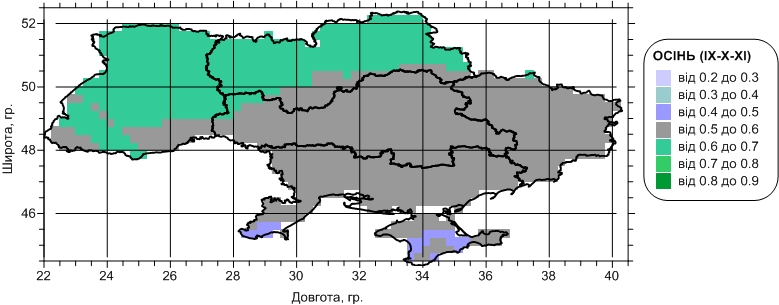 52
50
48
46
Широта, гр.
22 24 26 28 30 32 34 36 38 40
Довгота, гр.
ОСІНЬ (IX-X-XI)
від 0.2 до 0.3
від 0.3 до 0.4
від 0.4 до 0.5
від 0.5 до 0.6
від 0.6 до 0.7
від 0.7 до 0.8
від 0.8 до 0.9